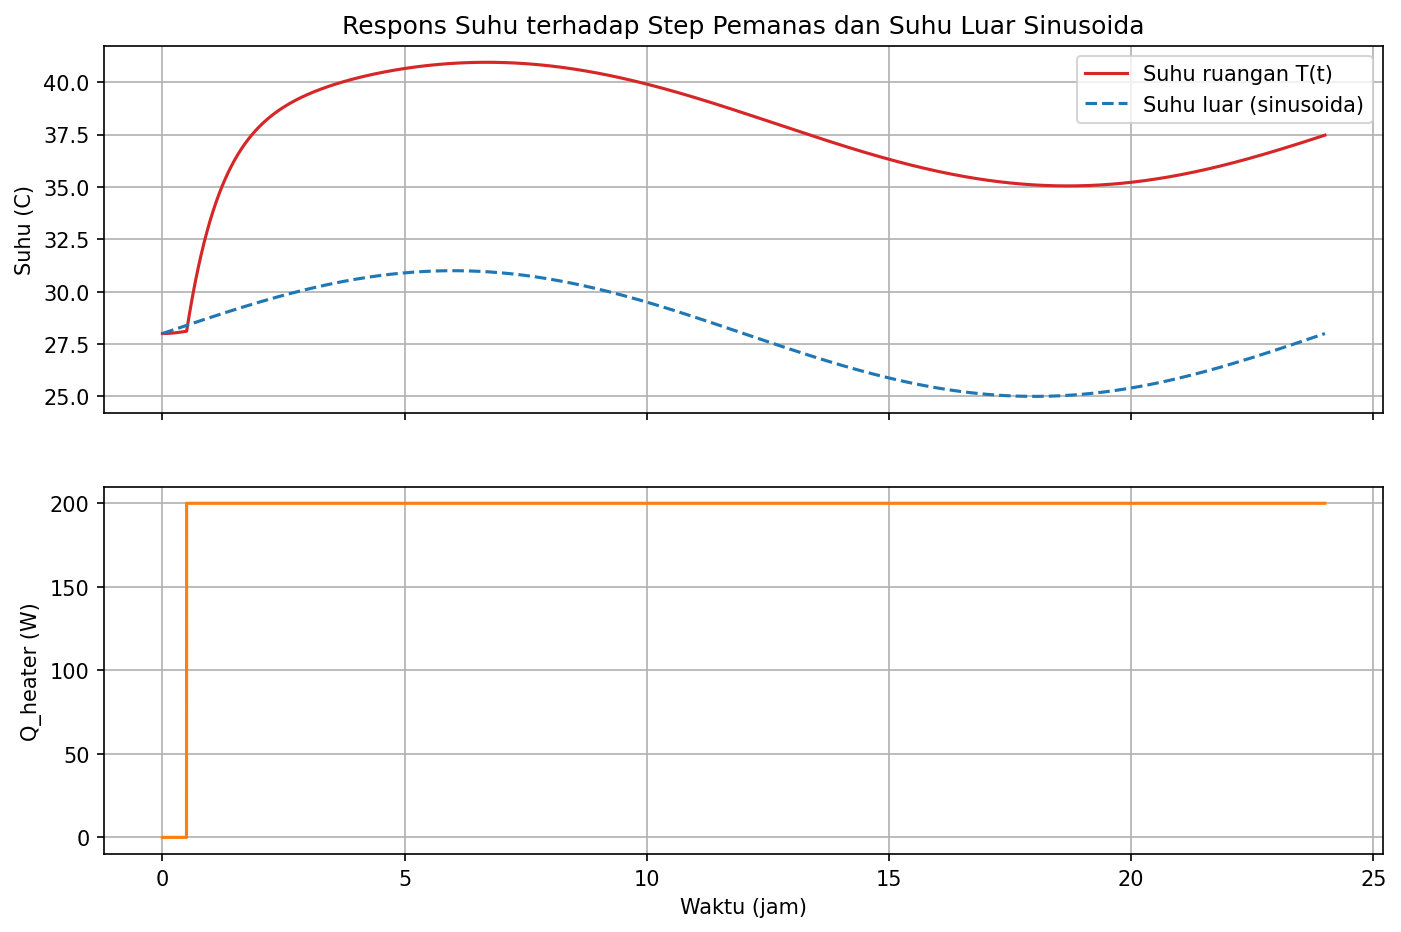 Respons Suhu terhadap Step Pemanas dan Suhu Luar Sinusoida
Suhu ruangan T(t)
Suhu luar (sinusoida)
Suhu (C)
40.0
37.5
35.0
32.5
30.0
27.5
25.0
Q_heater (W)
200
150
100
50
0
0 5 10 15 20 25
Waktu (jam)